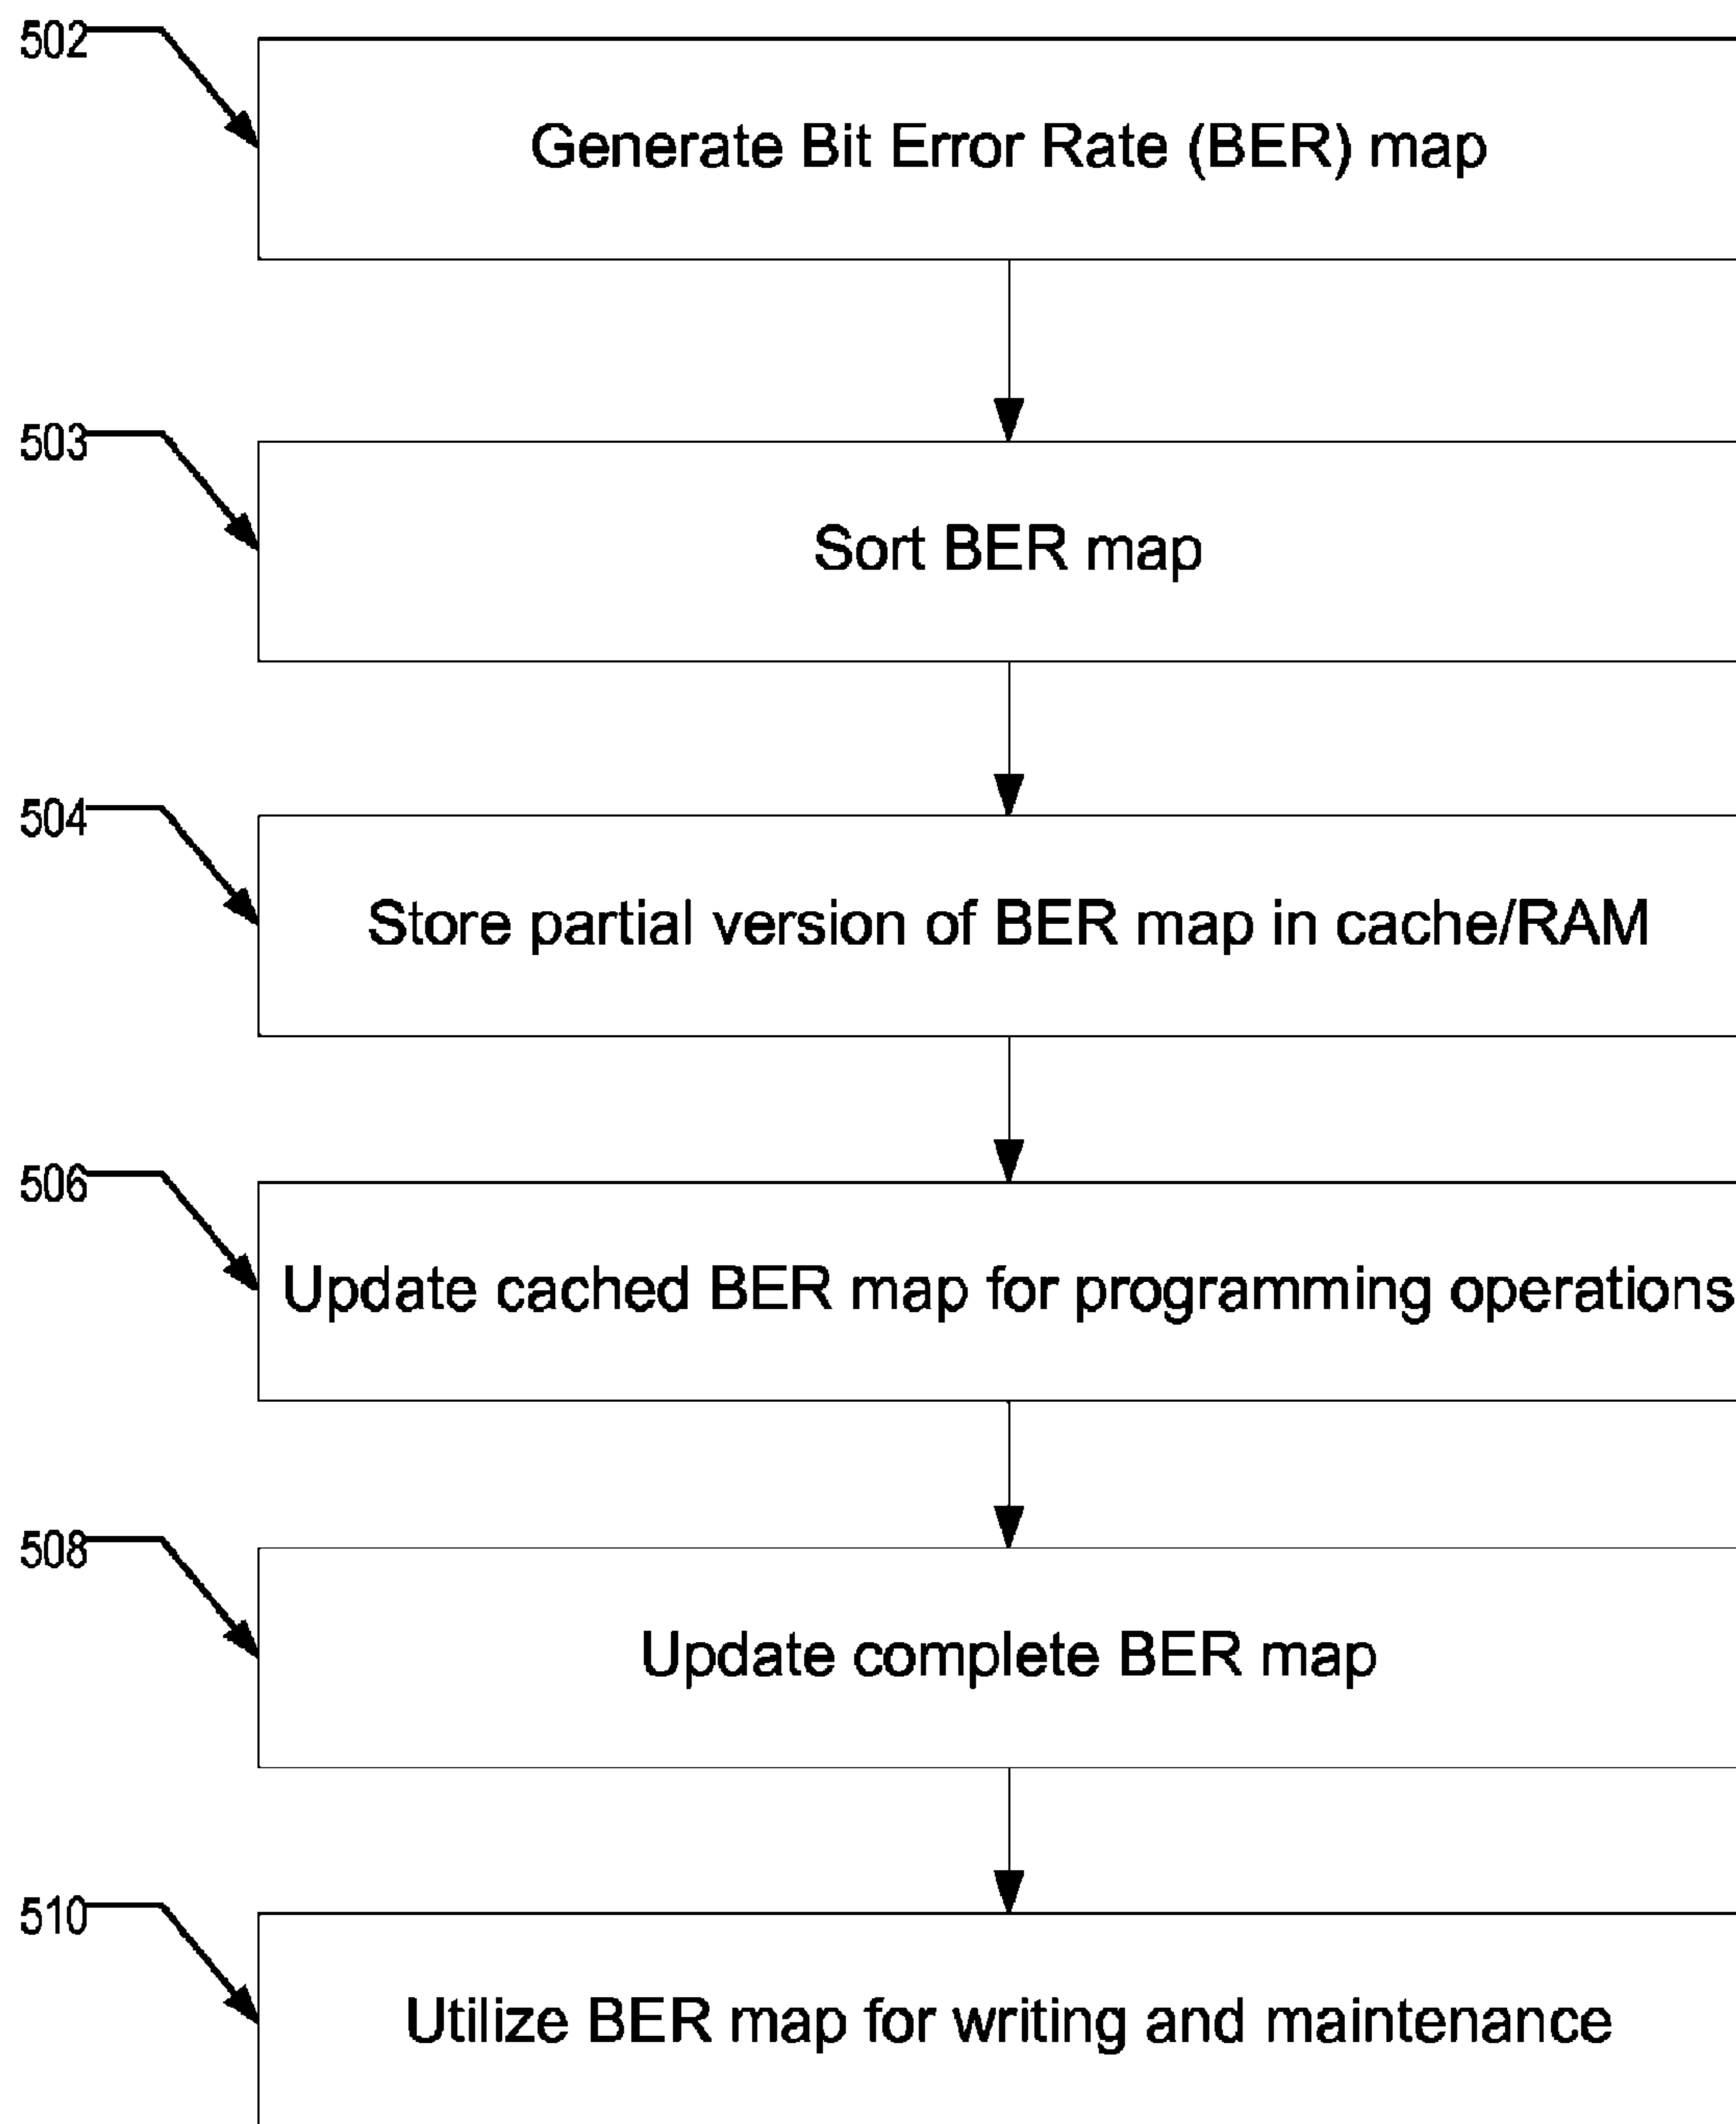 502
Generate Bit Error Rate (BER) map
503
Sort BER map
504
Store partial version of BER map in cache/RAM
506
Update cached BER map for programming operations
508
Update complete BER map
510
Utilize BER map for writing and maintenance